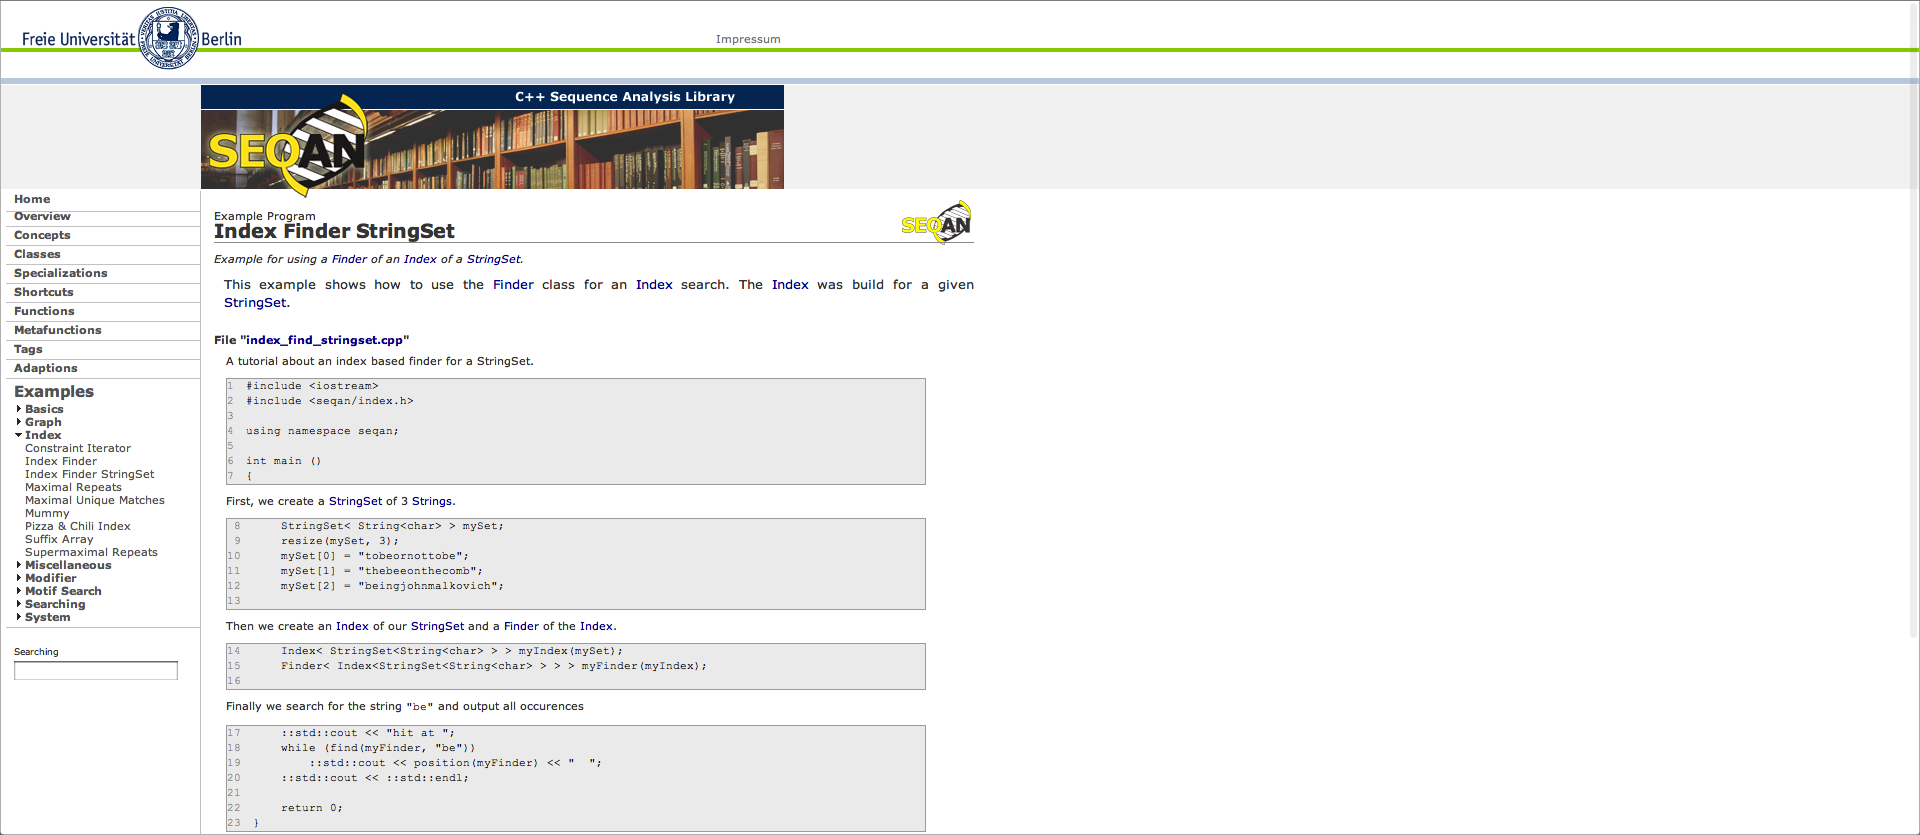 Freie Universität Berlin
Impressum
C++ Sequence Analysis Library
SEQAN
Home
Overview
Concepts
Classes
Specializations
Shortcuts
Functions
Metafunctions
Tags
Adaptions
Examples
Basics
Graph
Index
Constraint Iterator
Index Finder
Index Finder StringSet
Maximal Repeats
Maximal Unique Matches
Mummy
Pizza & Chili Index
Suffix Array
Supermaximal Repeats
Miscellaneous
Modifier
Motif Search
Searching
System
Searching
Example Program
Index Finder StringSet
SEQAN
Example for using a Finder of an Index of a StringSet.
This example shows how to use the Finder class for an Index search. The Index was build for a given
StringSet.
File "index_find_stringset.cpp"
A tutorial about an index based finder for a StringSet.
1 #include <iostream>
2 #include <seqan/index.h>
3
4 using namespace seqan;
5
6 int main ()
7 {
First, we create a StringSet of 3 Strings.
8 StringSet< String<char> > mySet;
9 resize(mySet, 3);
10 mySet[0] = "tobeornottobe";
11 mySet[1] = "thebeeonthecomb";
12 mySet[2] = "beingjohnmalkovich";
13
Then we create an Index of our StringSet and a Finder of the Index.
14 Index< StringSet<String<char> > > myIndex(mySet);
15 Finder< Index<StringSet<String<char> > > > myFinder(myIndex);
16
Finally we search for the string "be" and output all occurences
17 ::std::cout << "hit at ";
18 while (find(myFinder, "be"))
19 ::std::cout << position(myFinder) << "  ";
20 ::std::cout << ::std::endl;
21
22 return 0;
23 }